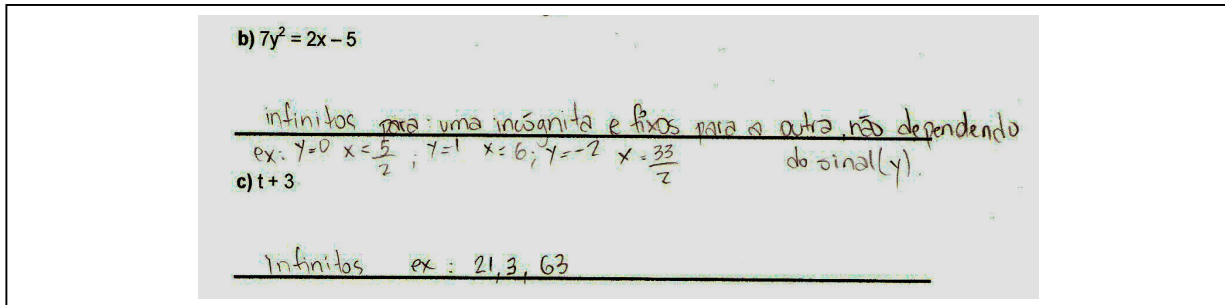 b) 7y² = 2x – 5
infinitos para uma incógnita e fixos para a outra, não dependendo
ex: y=0 x=5/2 ; y=1 x=6; y=-2 x=33/2 do sinal (y).
c) t + 3
Infinitos ex: 21, 3, 63